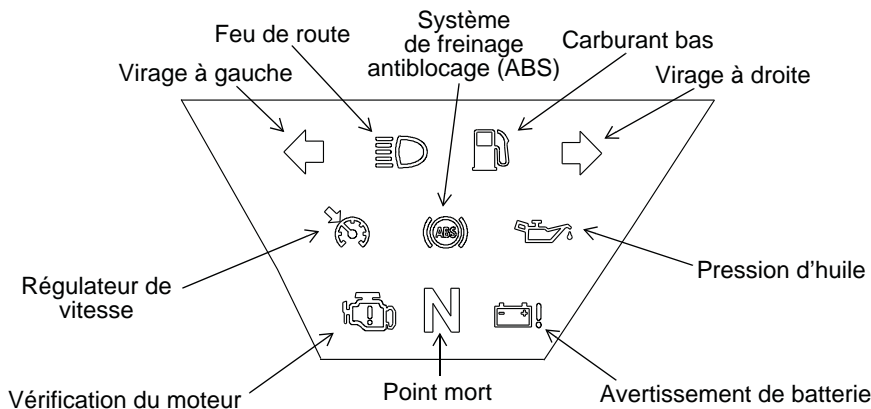 Système
de freinage
antiblocage (ABS)
Feu de route
Carburant bas
Virage à gauche
Virage à droite
ABS
Régulateur de
vitesse
Pression d’huile
N
Vérification du moteur
Point mort
Avertissement de batterie